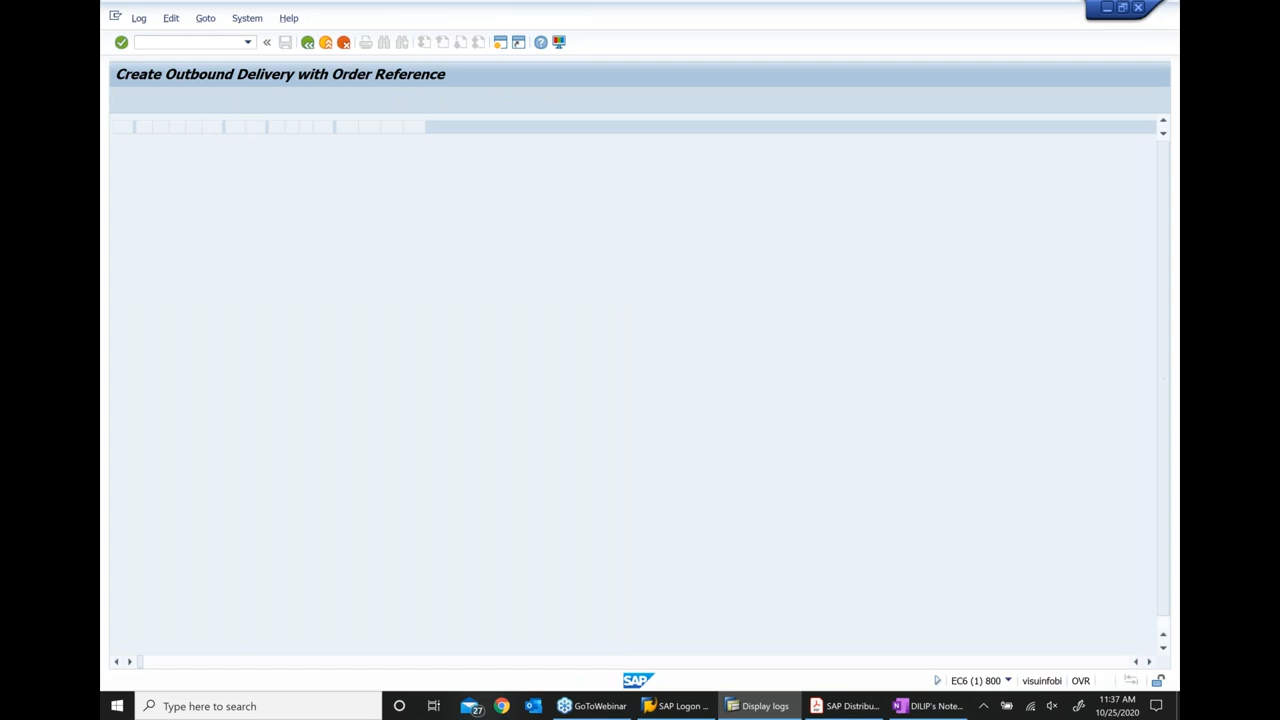 Log Edit Goto System Help
Create Outbound Delivery with Order Reference
SAP
EC6 (1) 800 visuinfobi OVR
Type here to search
27
GoToWebinar
SAP Logon ...
Display logs
SAP Distribu...
DILIP's Note...
11:37 AM
10/25/2020